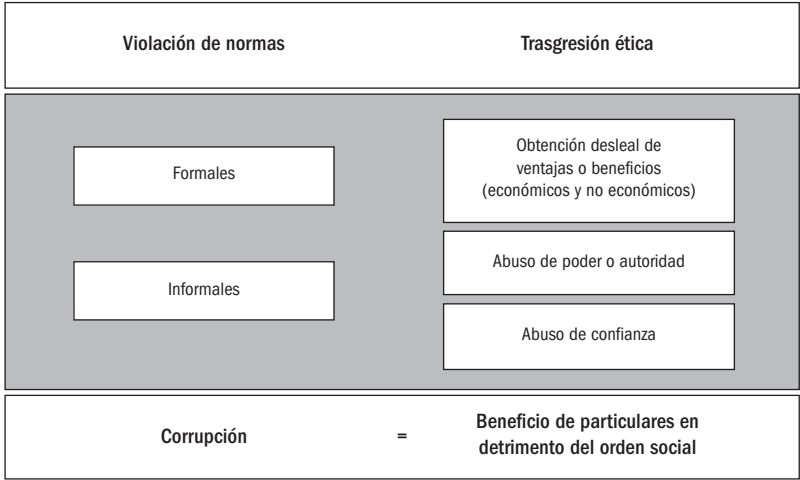 Violación de normas
Trasgresión ética
Formales
Informales
Obtención desleal de
ventajas o beneficios
(económicos y no económicos)
Abuso de poder o autoridad
Abuso de confianza
Corrupción
=
Beneficio de particulares en
detrimento del orden social